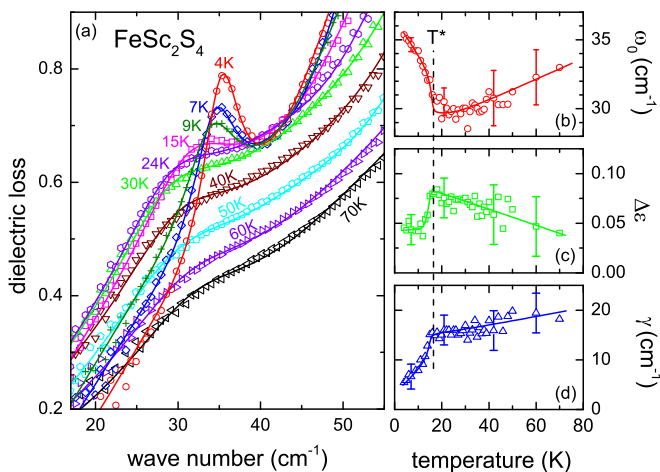 (a) FeSc₂S₄
4K
7K
9K
15K
24K
30K
40K
50K
60K
70K
0.8
0.6
0.4
0.2
dielectric loss
20 30 40 50
wave number (cm⁻¹)
T*
35
30
ω₀ (cm⁻¹)
(b)
0.10
0.05
0.00
Δε
(c)
20
10
0
γ (cm⁻¹)
(d)
0 20 40 60 80
temperature (K)